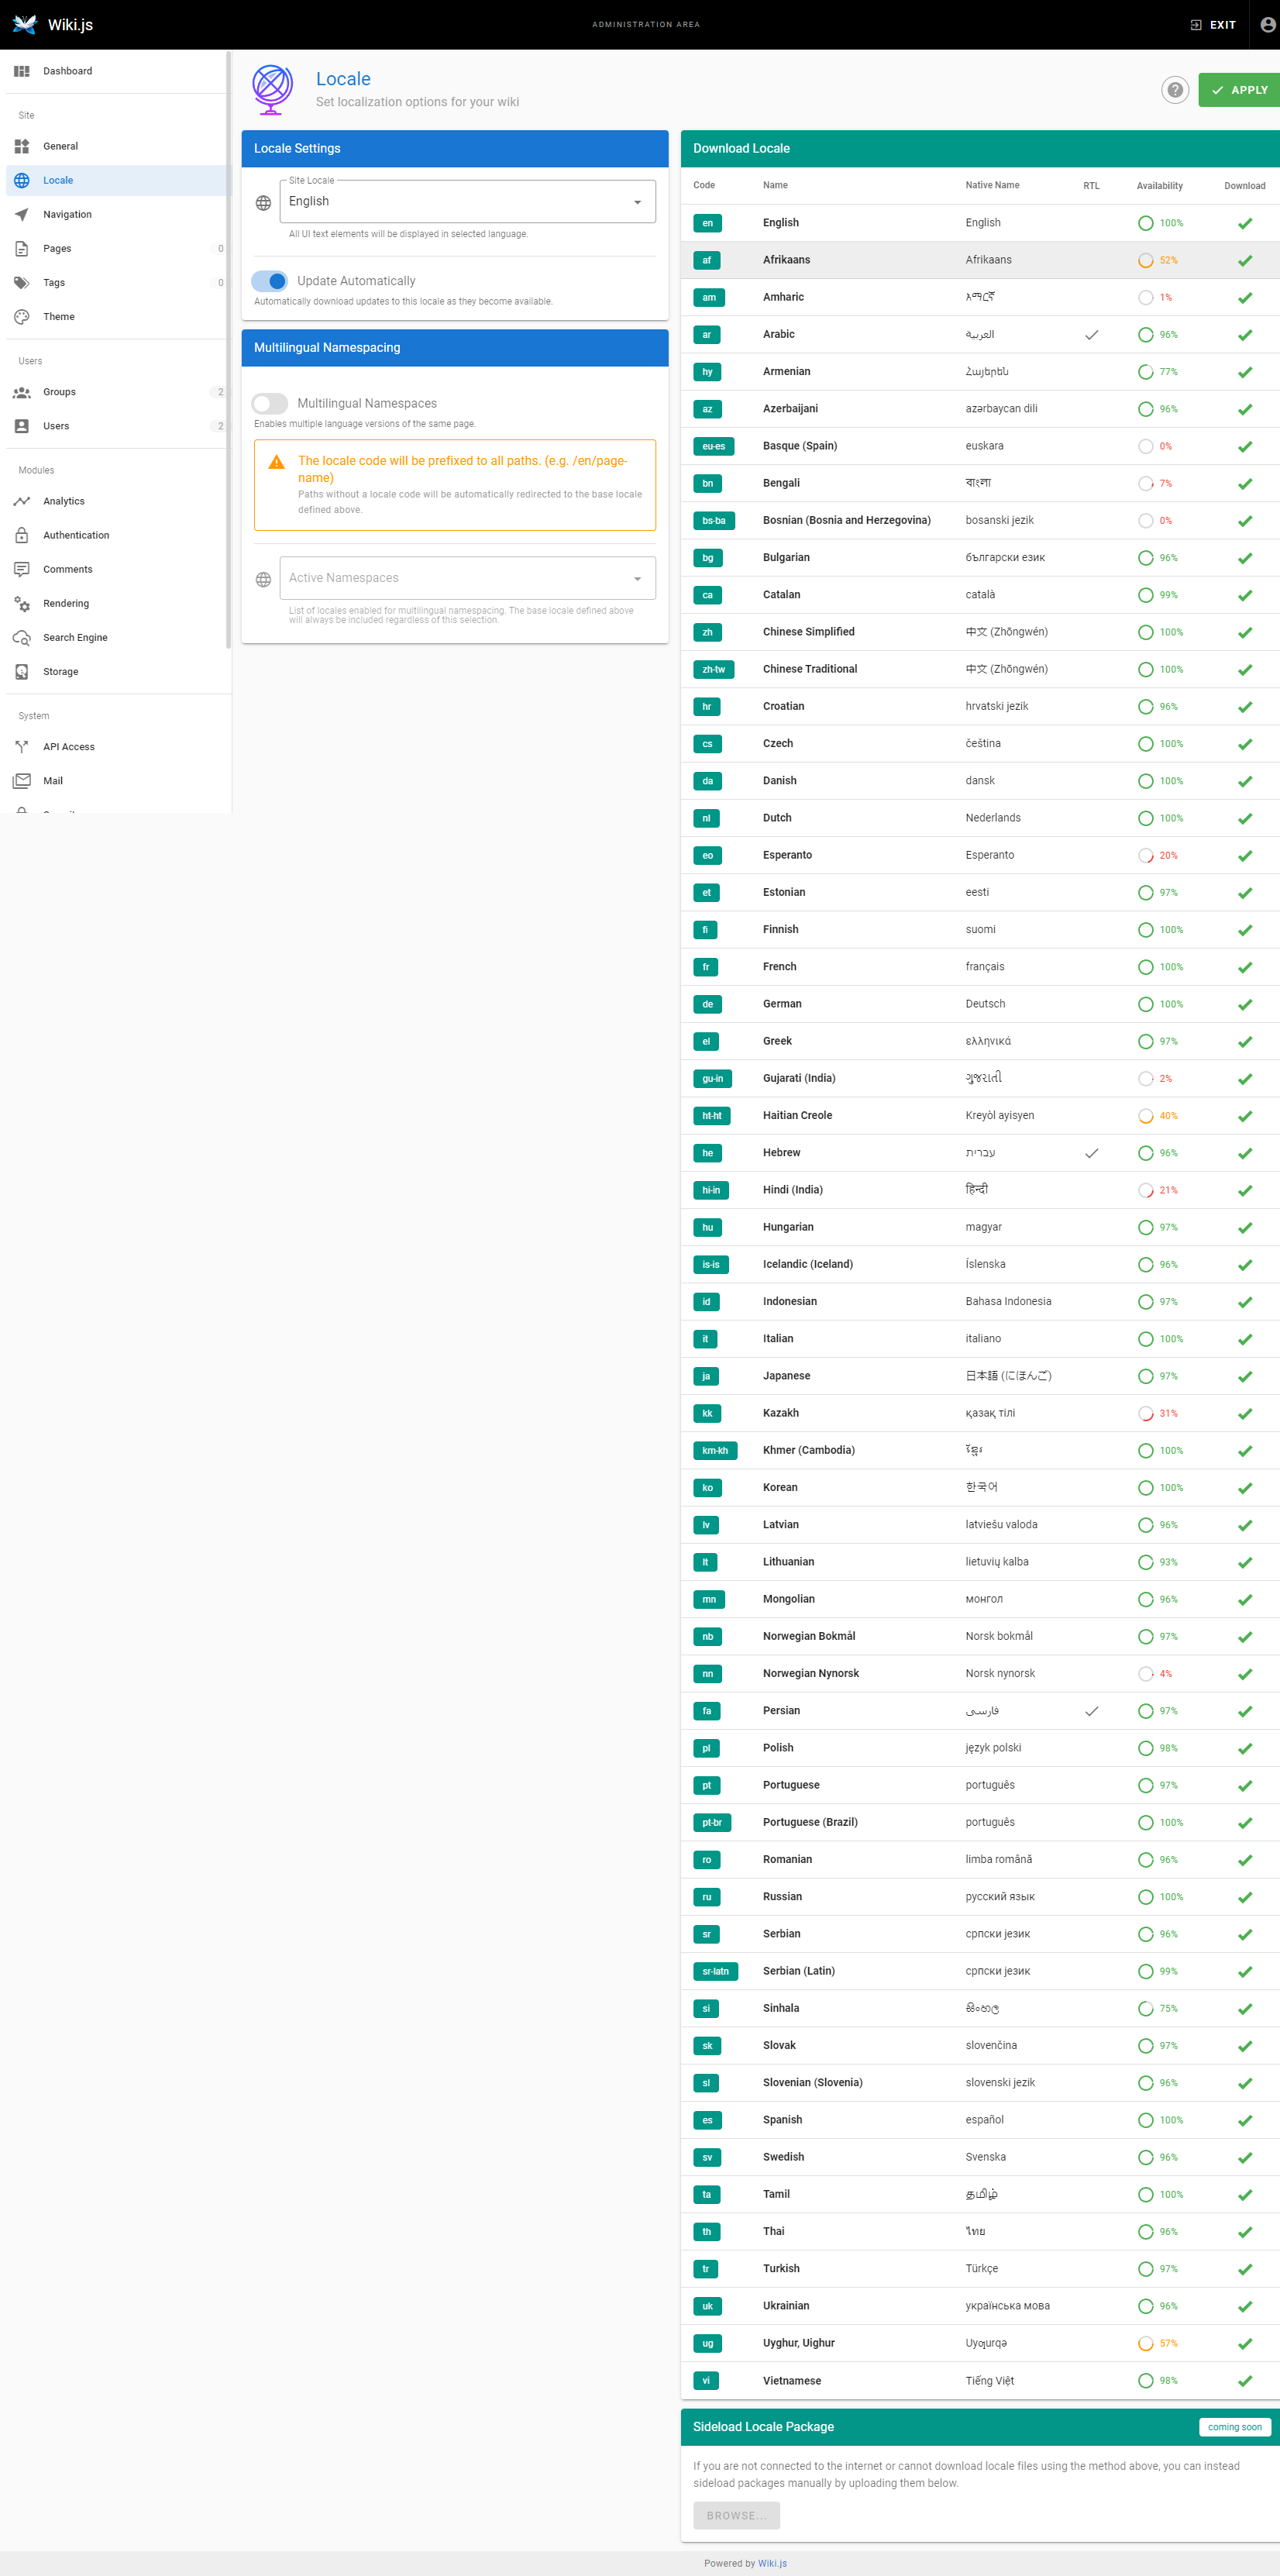 Wiki.js
ADMINISTRATION AREA
EXIT
Dashboard
Site
General
Locale
Navigation
Pages 0
Tags 0
Theme
Users
Groups 2
Users 2
Modules
Analytics
Authentication
Comments
Rendering
Search Engine
Storage
System
API Access
Mail
Locale
Set localization options for your wiki
APPLY
Locale Settings
Site Locale
English
All UI text elements will be displayed in selected language.
Update Automatically
Automatically download updates to this locale as they become available.
Multilingual Namespacing
Multilingual Namespaces
Enables multiple language versions of the same page.
The locale code will be prefixed to all paths. (e.g. /en/page-
name)
Paths without a locale code will be automatically redirected to the base locale
defined above.
Active Namespaces
List of locales enabled for multilingual namespacing. The base locale defined above
will always be included regardless of this selection.
Download Locale
Code Name Native Name RTL Availability Download
en English English 100%
af Afrikaans Afrikaans 52%
am Amharic አማርኛ 1%
ar Arabic العربية 96%
hy Armenian Հայերեն 77%
az Azerbaijani azərbaycan dili 96%
eu-es Basque (Spain) euskara 0%
bn Bengali বাংলা 7%
bs-ba Bosnian (Bosnia and Herzegovina) bosanski jezik 0%
bg Bulgarian български език 96%
ca Catalan català 99%
zh Chinese Simplified 中文 (Zhōngwén) 100%
zh-tw Chinese Traditional 中文 (Zhōngwén) 100%
hr Croatian hrvatski jezik 96%
cs Czech čeština 100%
da Danish dansk 100%
nl Dutch Nederlands 100%
eo Esperanto Esperanto 20%
et Estonian eesti 97%
fi Finnish suomi 100%
fr French français 100%
de German Deutsch 100%
el Greek ελληνικά 97%
gu-in Gujarati (India) ગુજરાતી 2%
ht-ht Haitian Creole Kreyòl ayisyen 40%
he Hebrew עברית 96%
hi-in Hindi (India) हिन्दी 21%
hu Hungarian magyar 97%
is-is Icelandic (Iceland) Íslenska 96%
id Indonesian Bahasa Indonesia 97%
it Italian italiano 100%
ja Japanese 日本語 (にほんご) 97%
kk Kazakh қазақ тілі 31%
km-kh Khmer (Cambodia) ខ្មែរ 100%
ko Korean 한국어 100%
lv Latvian latviešu valoda 96%
lt Lithuanian lietuvių kalba 93%
mn Mongolian монгол 96%
nb Norwegian Bokmål Norsk bokmål 97%
nn Norwegian Nynorsk Norsk nynorsk 4%
fa Persian فارسی 97%
pl Polish język polski 98%
pt Portuguese português 97%
pt-br Portuguese (Brazil) português 100%
ro Romanian limba română 96%
ru Russian русский язык 100%
sr Serbian српски језик 96%
sr-latn Serbian (Latin) српски језик 99%
si Sinhala සිංහල 75%
sk Slovak slovenčina 97%
sl Slovenian (Slovenia) slovenski jezik 96%
es Spanish español 100%
sv Swedish Svenska 96%
ta Tamil தமிழ் 100%
th Thai ไทย 96%
tr Turkish Türkçe 97%
uk Ukrainian українська мова 96%
ug Uyghur, Uighur Uyƣurqə 57%
vi Vietnamese Tiếng Việt 98%
Sideload Locale Package coming soon
If you are not connected to the internet or cannot download locale files using the method above, you can instead
sideload packages manually by uploading them below.
BROWSE...
Powered by Wiki.js